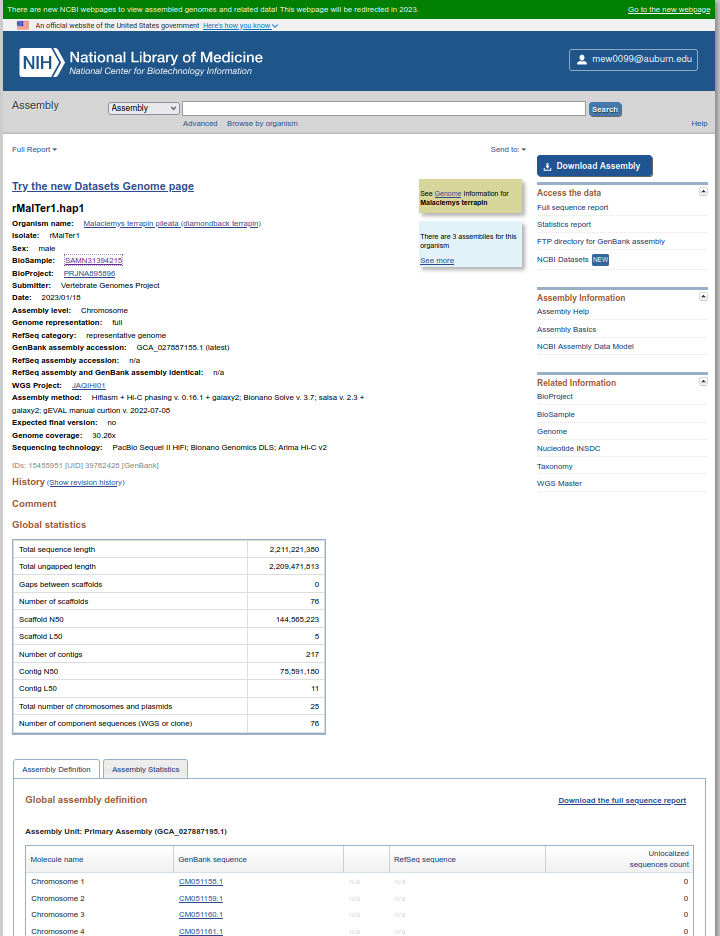 There are new NCBI webpages to view assembled genomes and related data! This webpage will be redirected in 2023.
Go to the new webpage
An official website of the United States government Here's how you know
NIH National Library of Medicine
National Center for Biotechnology Information
mew0099@auburn.edu
Assembly
Assembly
Search
Advanced Browse by organism
Help
Full Report
Send to:
Download Assembly
Try the new Datasets Genome page
rMalTer1.hap1
Organism name: Malaclemys terrapin pileata (diamondback terrapin)
Isolate: rMalTer1
Sex: male
BioSample: SAMN31394215
BioProject: PRJNA895896
Submitter: Vertebrate Genomes Project
Date: 2023/01/18
Assembly level: Chromosome
Genome representation: full
RefSeq category: representative genome
GenBank assembly accession: GCA_027887155.1 (latest)
RefSeq assembly accession: n/a
RefSeq assembly and GenBank assembly identical: n/a
WGS Project: JAQIHI01
Assembly method: Hifiasm + Hi-C phasing v. 0.16.1 + galaxy2; Bionano Solve v. 3.7; salsa v. 2.3 +
galaxy2; gEVAL manual curtion v. 2022-07-08
Expected final version: no
Genome coverage: 30.26x
Sequencing technology: PacBio Sequel II HiFi; Bionano Genomics DLS; Arima Hi-C v2
IDs: 15455951 [UID] 39762428 [GenBank]
See Genome Information for
Malaclemys terrapin
There are 3 assemblies for this
organism
See more
Access the data
Full sequence report
Statistics report
FTP directory for GenBank assembly
NCBI Datasets NEW
Assembly Information
Assembly Help
Assembly Basics
NCBI Assembly Data Model
Related Information
BioProject
BioSample
Genome
Nucleotide INSDC
Taxonomy
WGS Master
History (Show revision history)
Comment
Global statistics
Total sequence length 2,211,221,380
Total ungapped length 2,209,471,813
Gaps between scaffolds 0
Number of scaffolds 76
Scaffold N50 144,565,223
Scaffold L50 5
Number of contigs 217
Contig N50 75,591,180
Contig L50 11
Total number of chromosomes and plasmids 25
Number of component sequences (WGS or clone) 76
Assembly Definition Assembly Statistics
Global assembly definition
Download the full sequence report
Assembly Unit: Primary Assembly (GCA_027887195.1)
Molecule name GenBank sequence RefSeq sequence Unlocalized
sequences count
Chromosome 1 CM051158.1 n/a n/a 0
Chromosome 2 CM051159.1 n/a n/a 0
Chromosome 3 CM051160.1 n/a n/a 0
Chromosome 4 CM051161.1 n/a n/a 0